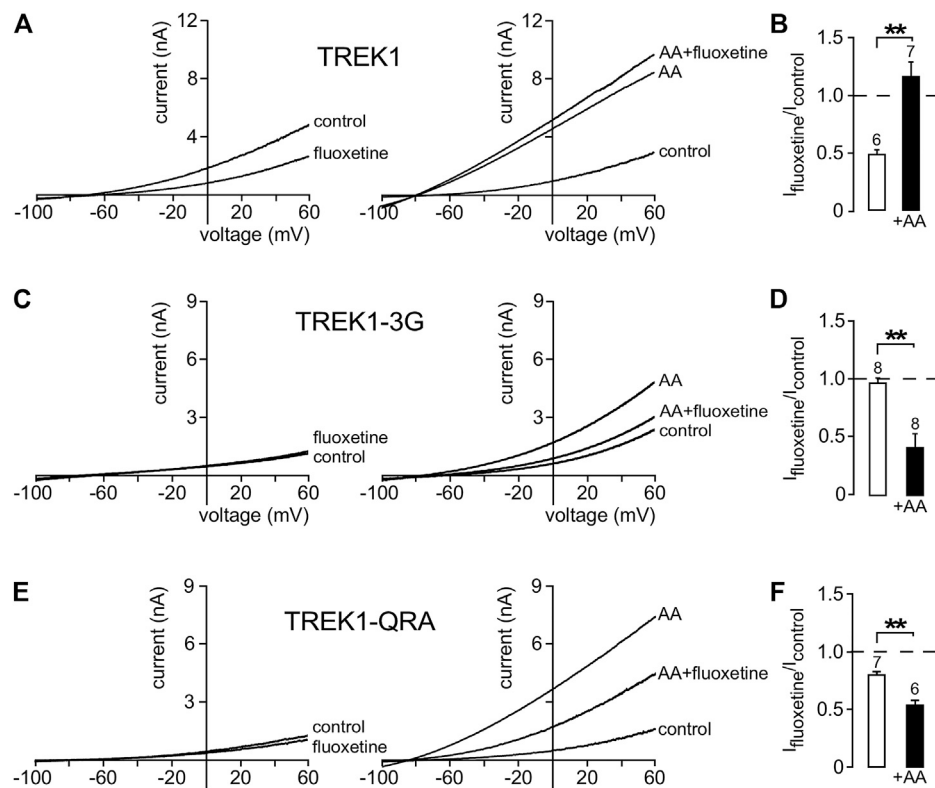 A
TREK1
current (nA)
12
8
4
control
fluoxetine
-100
-60
-20
20
60
voltage (mV)
current (nA)
12
8
4
AA+fluoxetine
AA
control
-100
-60
-20
20
60
voltage (mV)
B
Ifluoxetine/Icontrol
1.5
1.0
0.5
0
**
6
7
+AA
C
TREK1-3G
current (nA)
9
6
3
fluoxetine
control
-100
-60
-20
20
60
voltage (mV)
current (nA)
9
6
3
AA
AA+fluoxetine
control
-100
-60
-20
20
60
voltage (mV)
D
Ifluoxetine/Icontrol
1.5
1.0
0.5
0
**
8
8
+AA
E
TREK1-QRA
current (nA)
9
6
3
control
fluoxetine
-100
-60
-20
20
60
voltage (mV)
current (nA)
9
6
3
AA
AA+fluoxetine
control
-100
-60
-20
20
60
voltage (mV)
F
Ifluoxetine/Icontrol
1.5
1.0
0.5
0
**
7
6
+AA